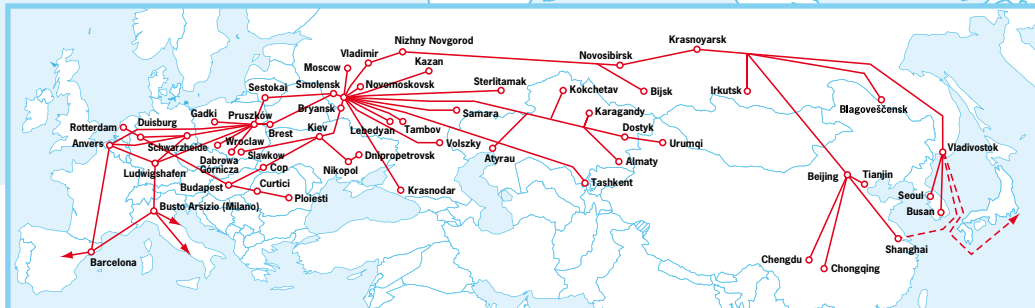 Nizhny Novgorod
Krasnoyarsk
Vladimir
Novosibirsk
Kazan
Moscow
Sterlitamak
Smolensk
Novomoskovsk
Sestokai
Kokchetav
Bijsk
Irkutsk
Gadki
Bryansk
Samara
Karagandy
Blagoveščensk
Duisburg
Pruszków
Rotterdam
Brest
Kiev
Lebedyan
Tambov
Dostyk
Anvers
Schwarzheide
Wroclaw
Volszky
Urumqi
Dabrowa
Górnicza
Slawkow
Dnipropetrovsk
Atyrau
Almaty
Vladivostok
Ludwigshafen
Cop
Nikopol
Tashkent
Beijing
Tianjin
Budapest
Curtici
Krasnodar
Seoul
Ploiesti
Busto Arsizio (Milano)
Busan
Shanghai
Barcelona
Chengdu
Chongqing